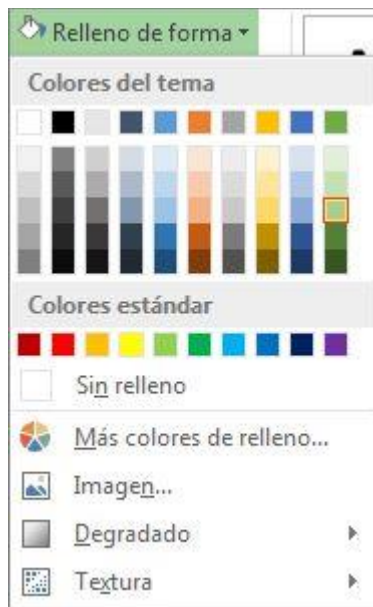 Relleno de forma
Colores del tema
Colores estándar
Sin relleno
Más colores de relleno...
Imagen...
Degradado
Textura